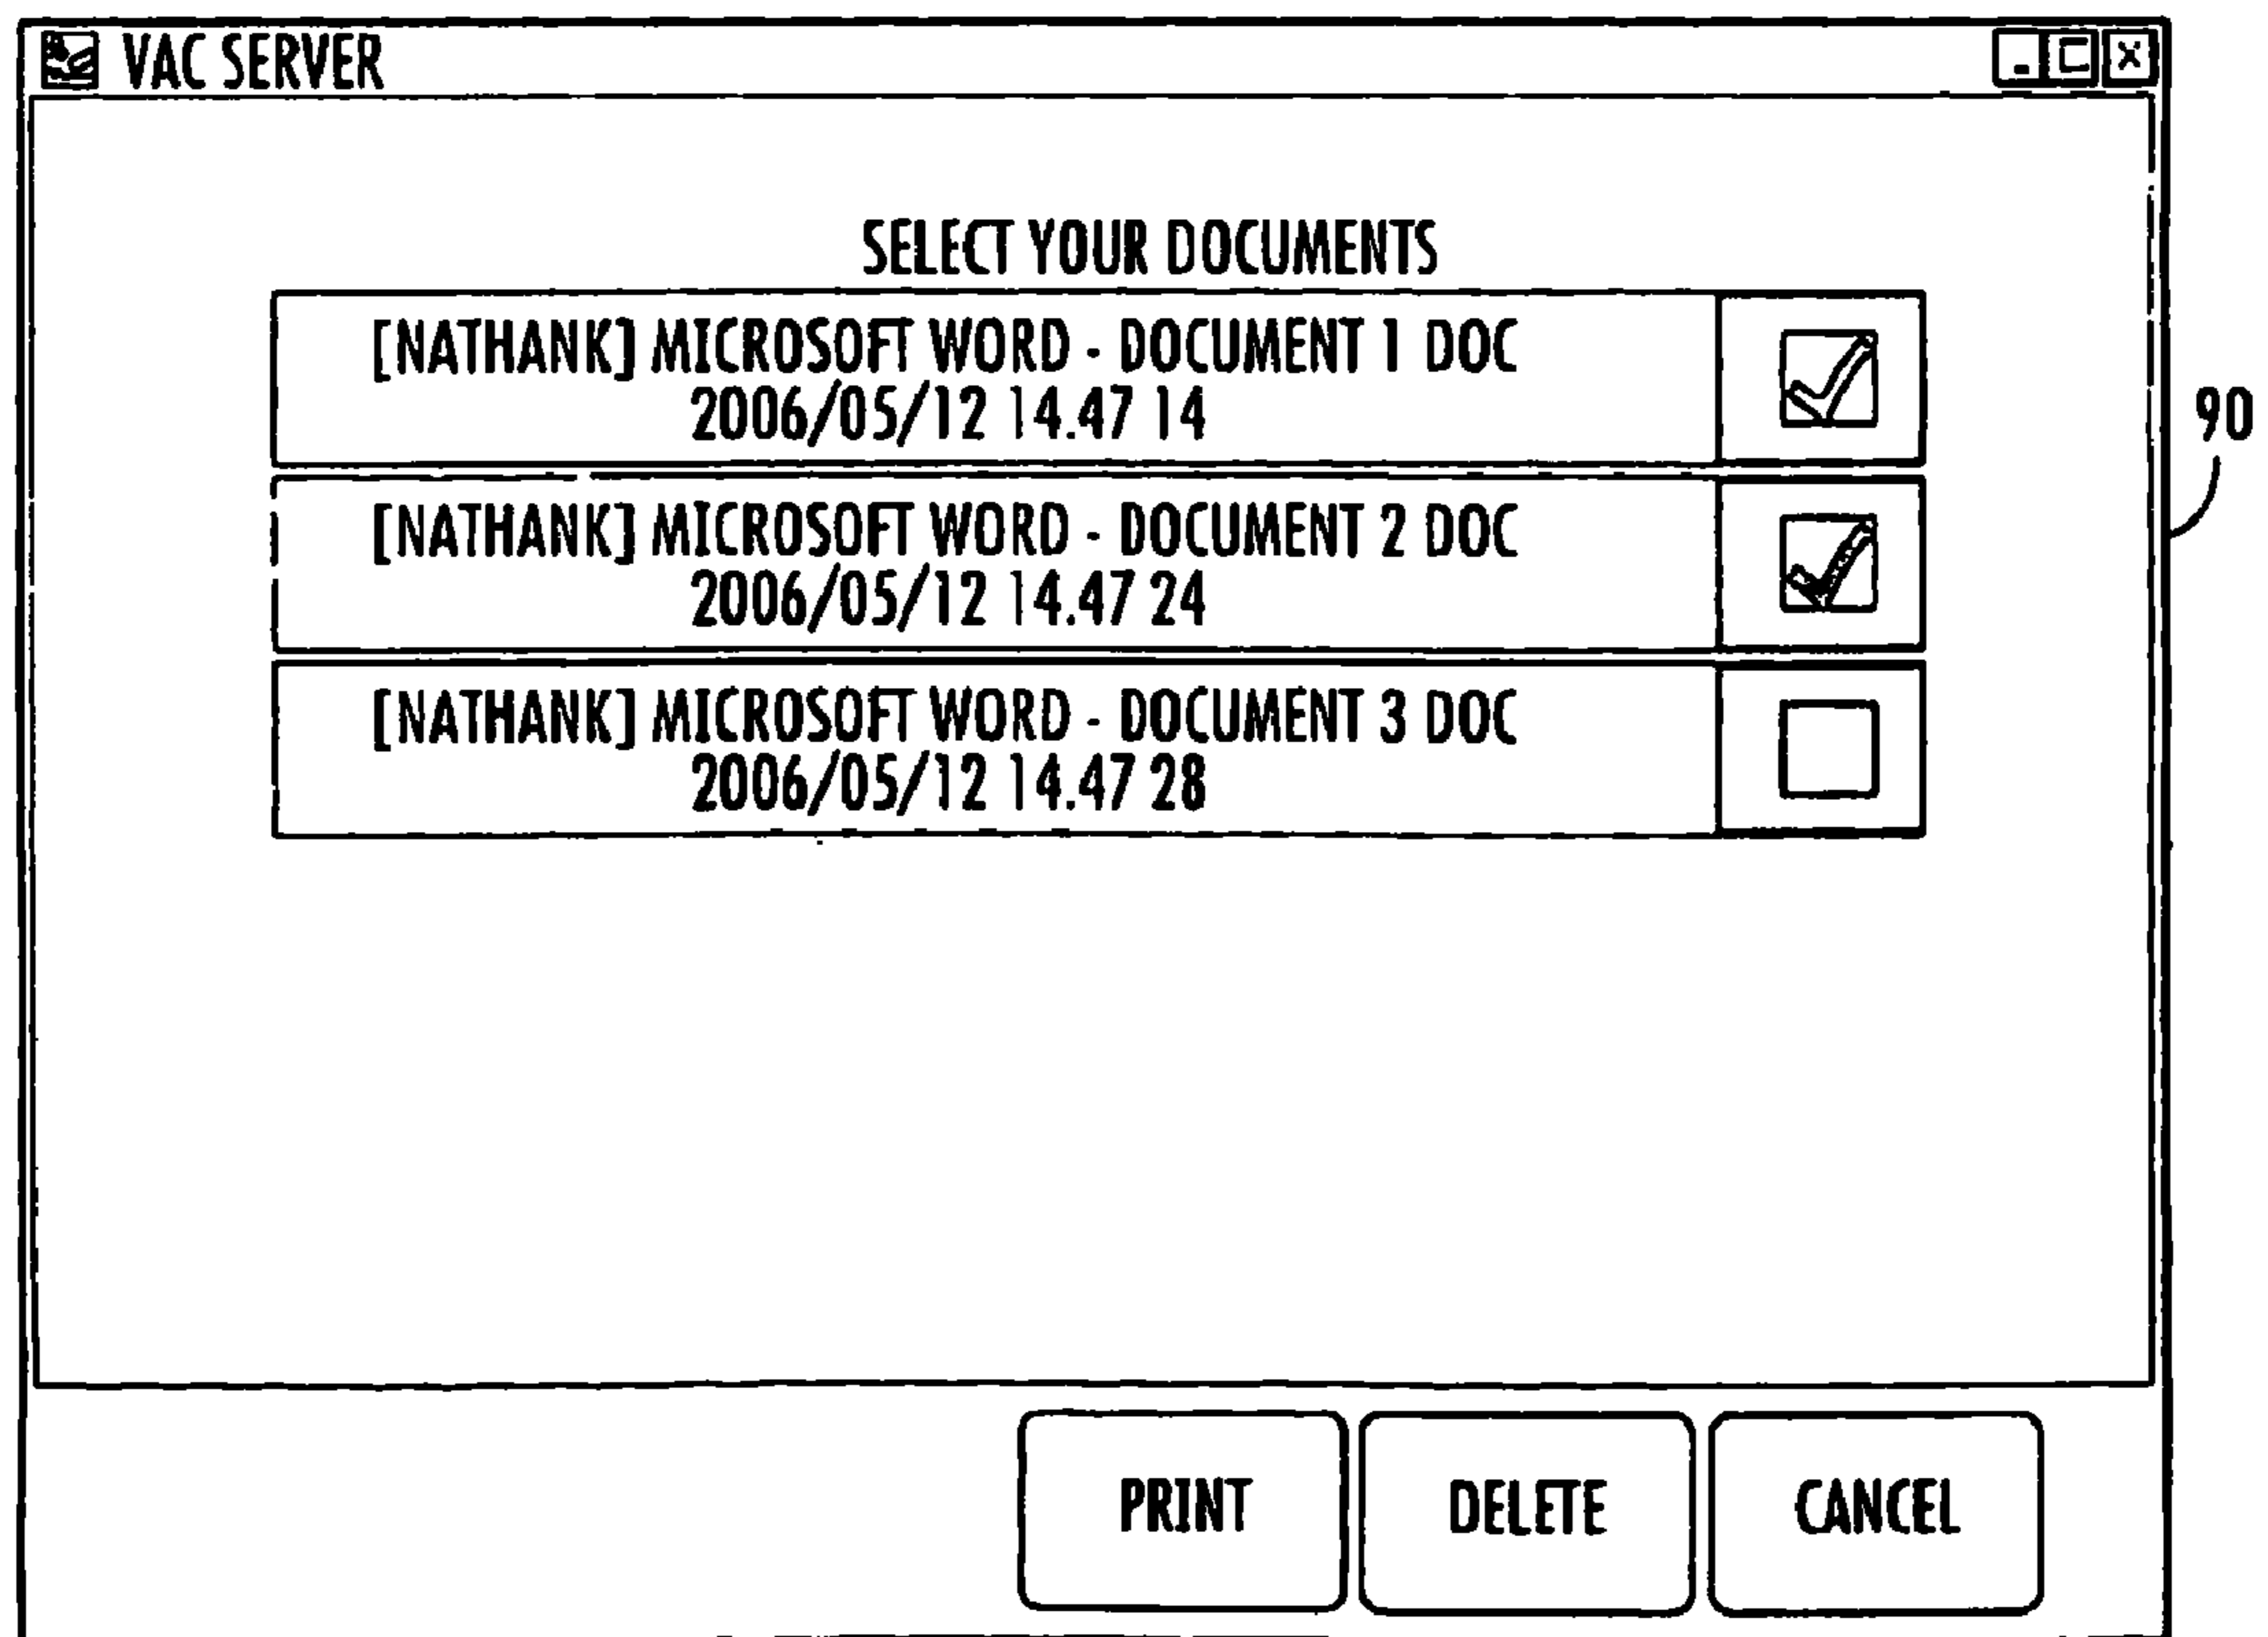 VAC SERVER
SELECT YOUR DOCUMENTS
[NATHANK] MICROSOFT WORD - DOCUMENT 1 DOC
2006/05/12 14.47 14
90
[NATHANK] MICROSOFT WORD - DOCUMENT 2 DOC
2006/05/12 14.47 24
[NATHANK] MICROSOFT WORD - DOCUMENT 3 DOC
2006/05/12 14.47 28
PRINT DELETE CANCEL